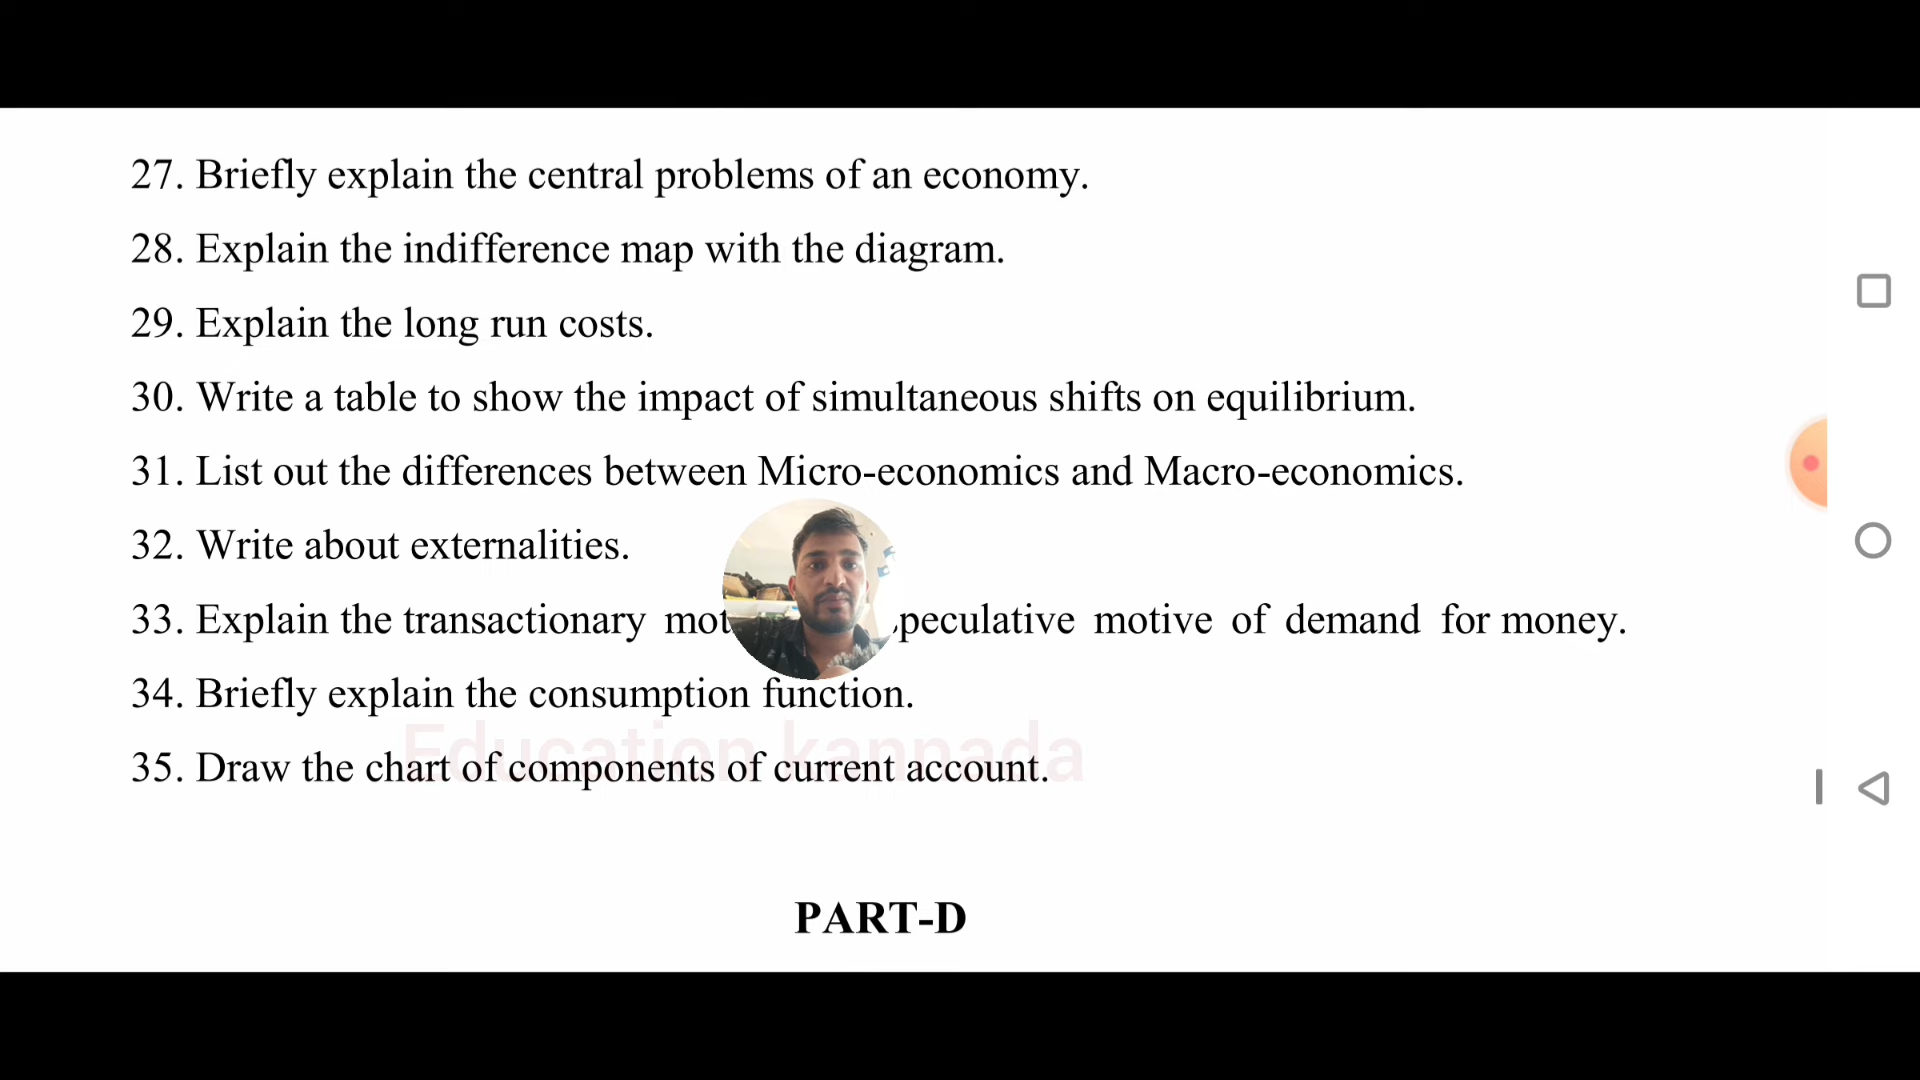 27. Briefly explain the central problems of an economy.
28. Explain the indifference map with the diagram.
29. Explain the long run costs.
30. Write a table to show the impact of simultaneous shifts on equilibrium.
31. List out the differences between Micro-economics and Macro-economics.
32. Write about externalities.
33. Explain the transactionary motive of demand for money.
34. Briefly explain the consumption function.
Education kannada
35. Draw the chart of components of current account.
PART-D